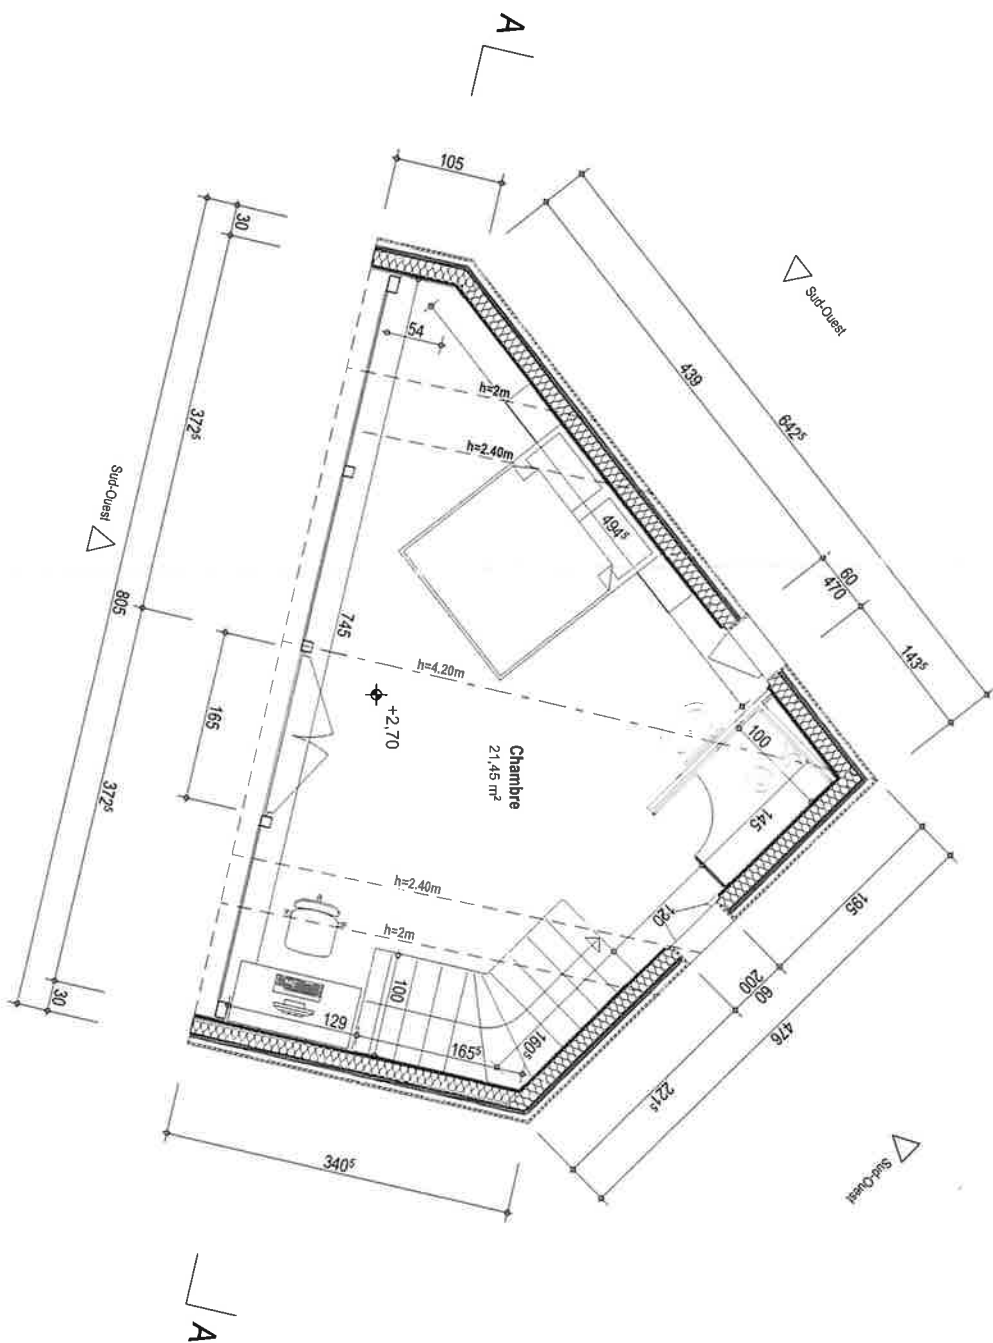 A
105
30
Sud-Ouest
439
642⁵
54
h=2m
372⁵
h=2.40m
Sud-Ouest
494⁵
60
470
805
745
143⁵
h=4.20m
165
+2,70
Chambre
21,45 m²
100
372⁵
145
h=2.40m
195
120
h=2m
60
200
30
100
129
476
165⁵
160⁵
221⁵
340⁵
Sud-Ouest
A